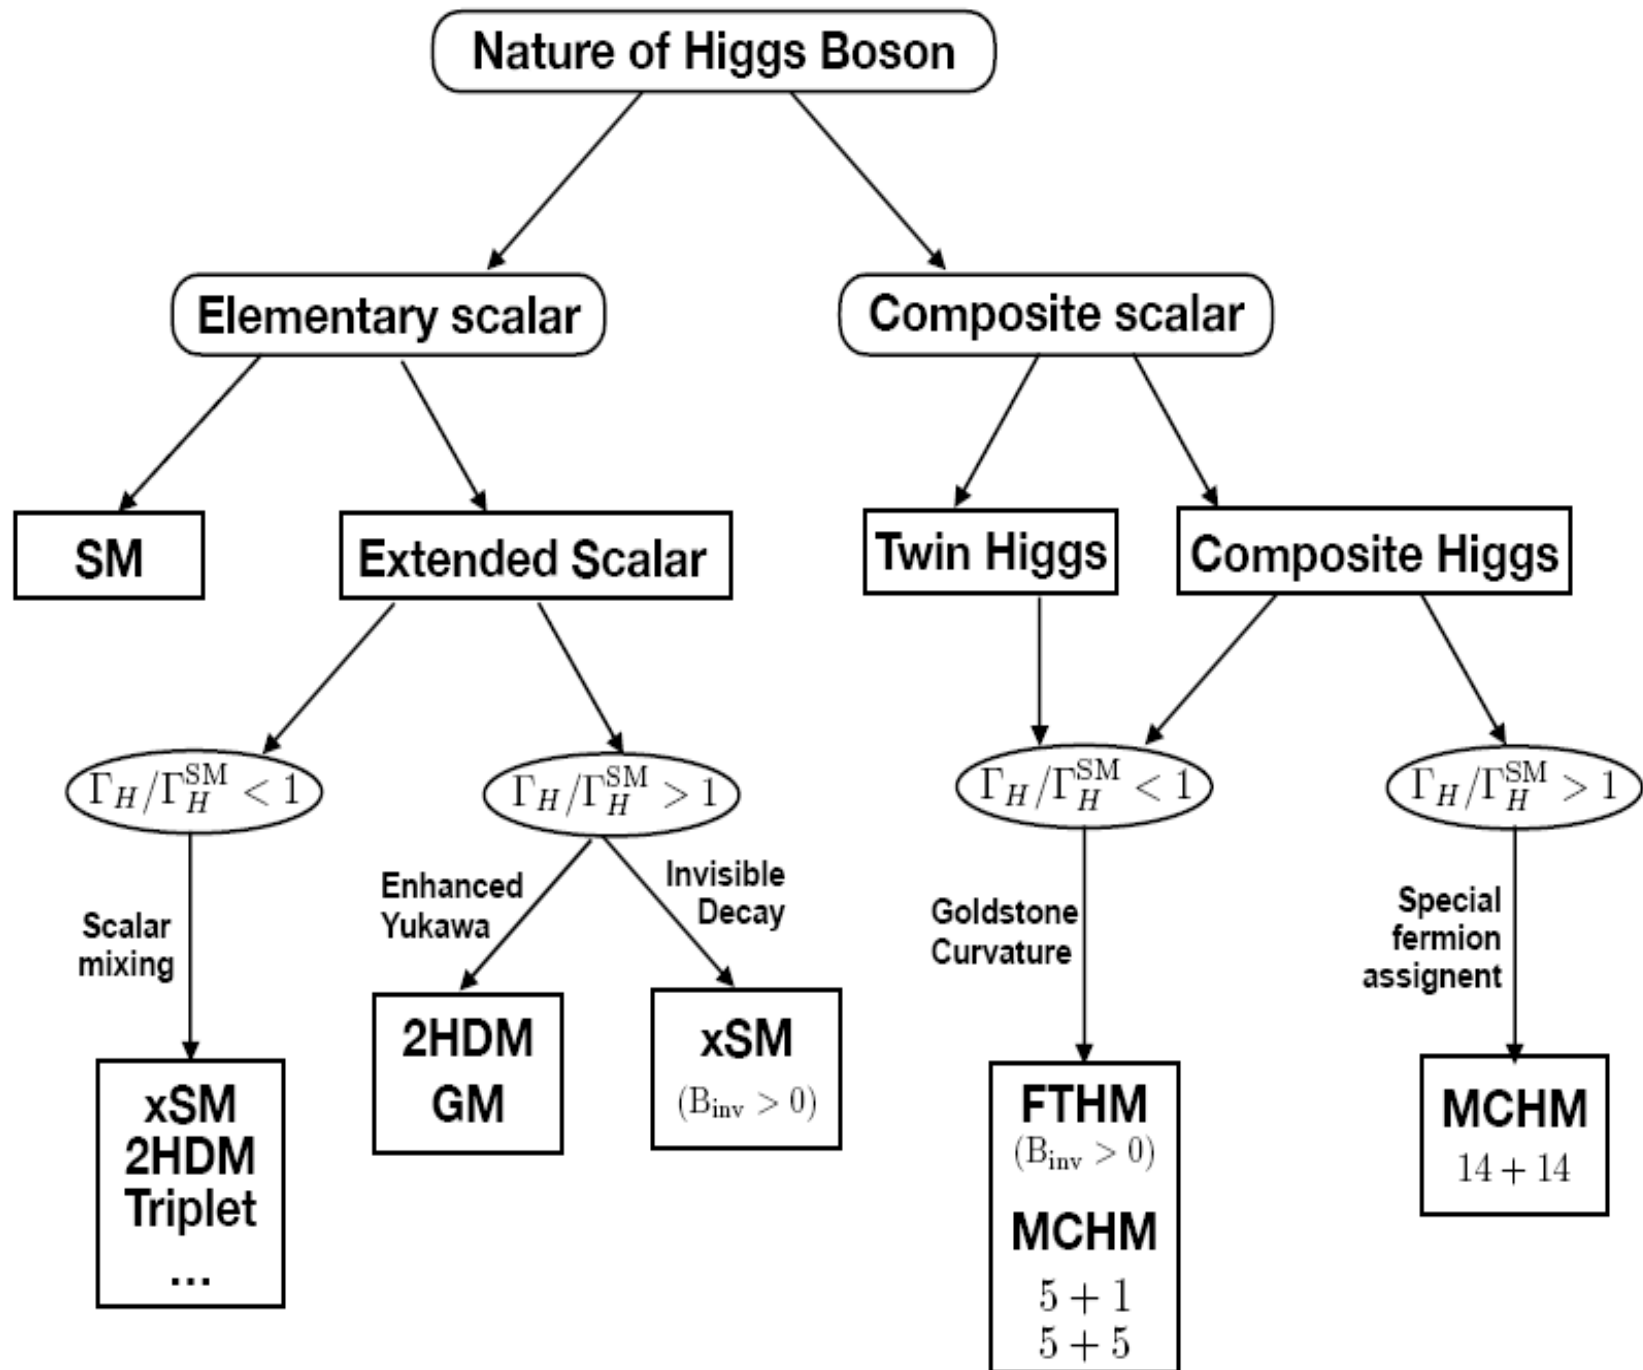 Nature of Higgs Boson
Elementary scalar
Composite scalar
SM
Extended Scalar
Twin Higgs
Composite Higgs
Γ_H/Γ_H^SM < 1
Γ_H/Γ_H^SM > 1
Γ_H/Γ_H^SM < 1
Γ_H/Γ_H^SM > 1
Scalar
mixing
Enhanced
Yukawa
Invisible
Decay
Goldstone
Curvature
Special
fermion
assignent
xSM
2HDM
Triplet
...
2HDM
GM
xSM
(B_inv > 0)
FTHM
(B_inv > 0)
MCHM
5 + 1
5 + 5
MCHM
14 + 14